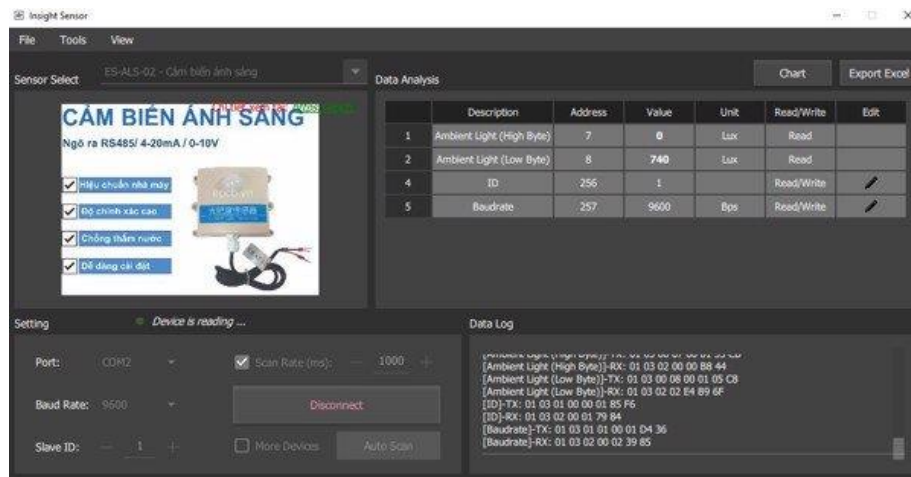 Insight Sensor
File Tools View
Sensor Select ES-ALS-02 - Cảm biến ánh sáng
Data Analysis Chart Export Excel
CẢM BIẾN ÁNH SÁNG
Ngõ ra RS485/ 4-20mA / 0-10V
Hiệu chuẩn nhà máy
Độ chính xác cao
Chống thấm nước
Dễ dàng cài đặt
Description Address Value Unit Read/Write Edit
1 Ambient Light (High Byte) 7 0 Lux Read
2 Ambient Light (Low Byte) 8 740 Lux Read
4 ID 256 1 Read/Write
5 Baudrate 257 9600 Bps Read/Write
Setting Device is reading ...
Port: COM2 Scan Rate (ms): 1000
Baud Rate: 9600 Disconnect
Slave ID: 1 More Devices Auto Scan
Data Log
[Ambient Light (High Byte)]-RX: 01 03 02 00 00 B8 44
[Ambient Light (Low Byte)]-TX: 01 03 00 08 00 01 05 C8
[Ambient Light (Low Byte)]-RX: 01 03 02 02 E4 B9 6F
[ID]-TX: 01 03 01 00 00 01 85 F6
[ID]-RX: 01 03 02 00 01 79 84
[Baudrate]-TX: 01 03 01 01 00 01 D4 36
[Baudrate]-RX: 01 03 02 00 02 39 85